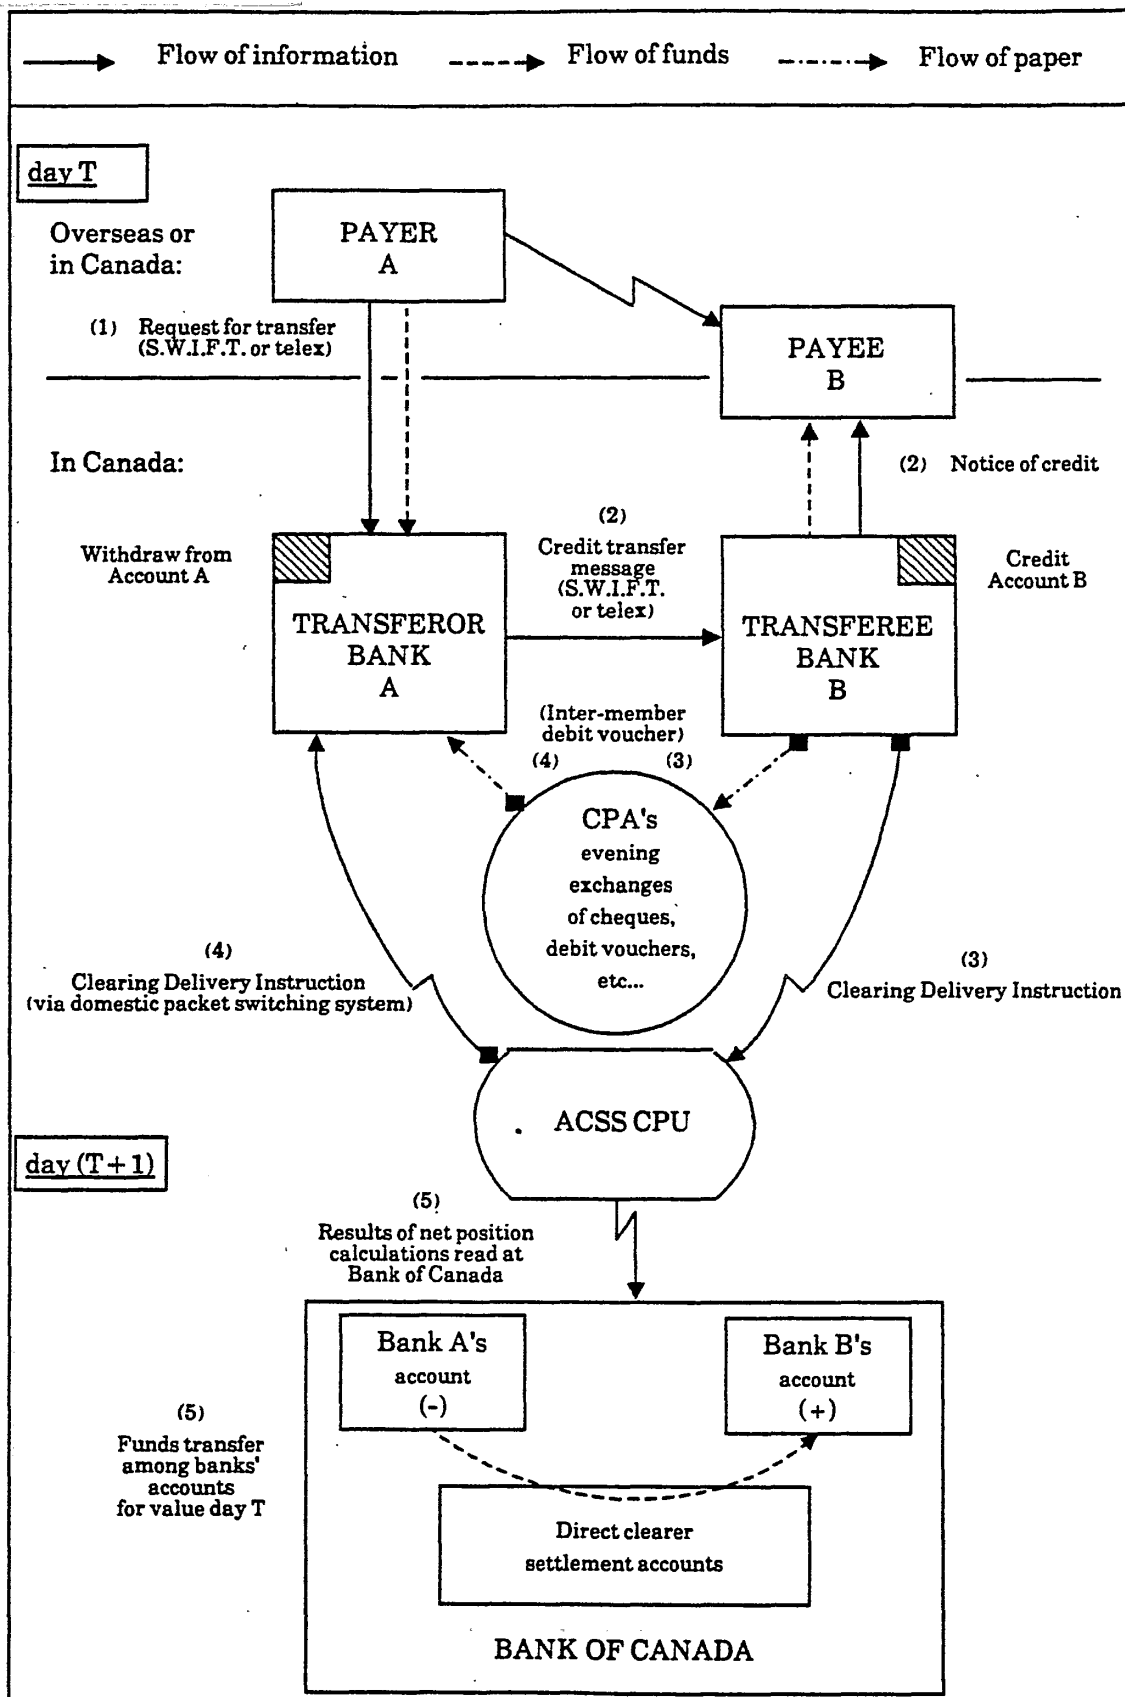 Flow of information
Flow of funds
Flow of paper
day T
Overseas or
in Canada:
PAYER
A
(1) Request for transfer
(S.W.I.F.T. or telex)
PAYEE
B
In Canada:
(2) Notice of credit
(2)
Credit transfer
message
(S.W.I.F.T.
or telex)
Withdraw from
Account A
Credit
Account B
TRANSFEROR
BANK
A
TRANSFEREE
BANK
B
(Inter-member
debit voucher)
(4) (3)
CPA's
evening
exchanges
of cheques,
debit vouchers,
etc...
(4)
Clearing Delivery Instruction
(via domestic packet switching system)
(3)
Clearing Delivery Instruction
ACSS CPU
day (T+1)
(5)
Results of net position
calculations read at
Bank of Canada
Bank A's
account
(-)
Bank B's
account
(+)
(5)
Funds transfer
among banks'
accounts
for value day T
Direct clearer
settlement accounts
BANK OF CANADA